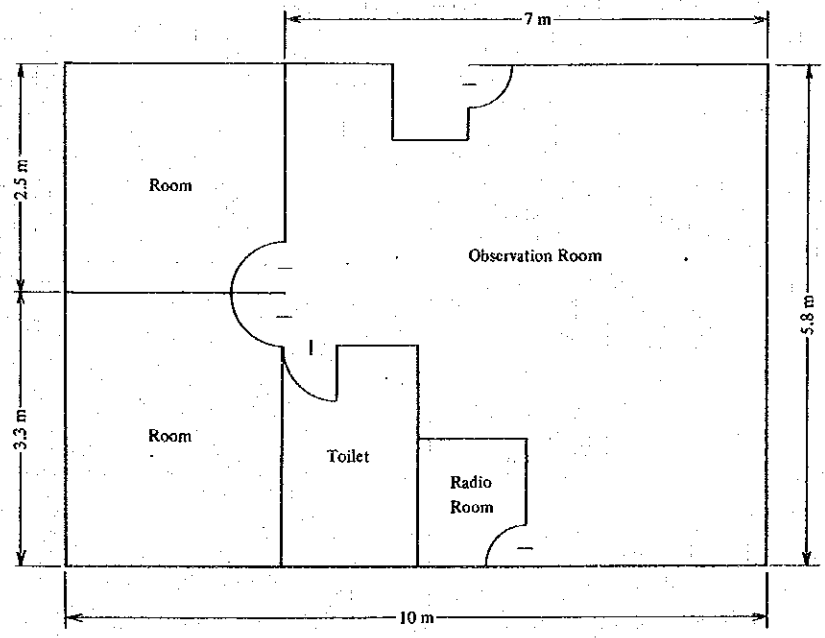 7 m
2.5 m
Room
Observation Room
5.8 m
3.3 m
Room
Toilet
Radio
Room
10 m